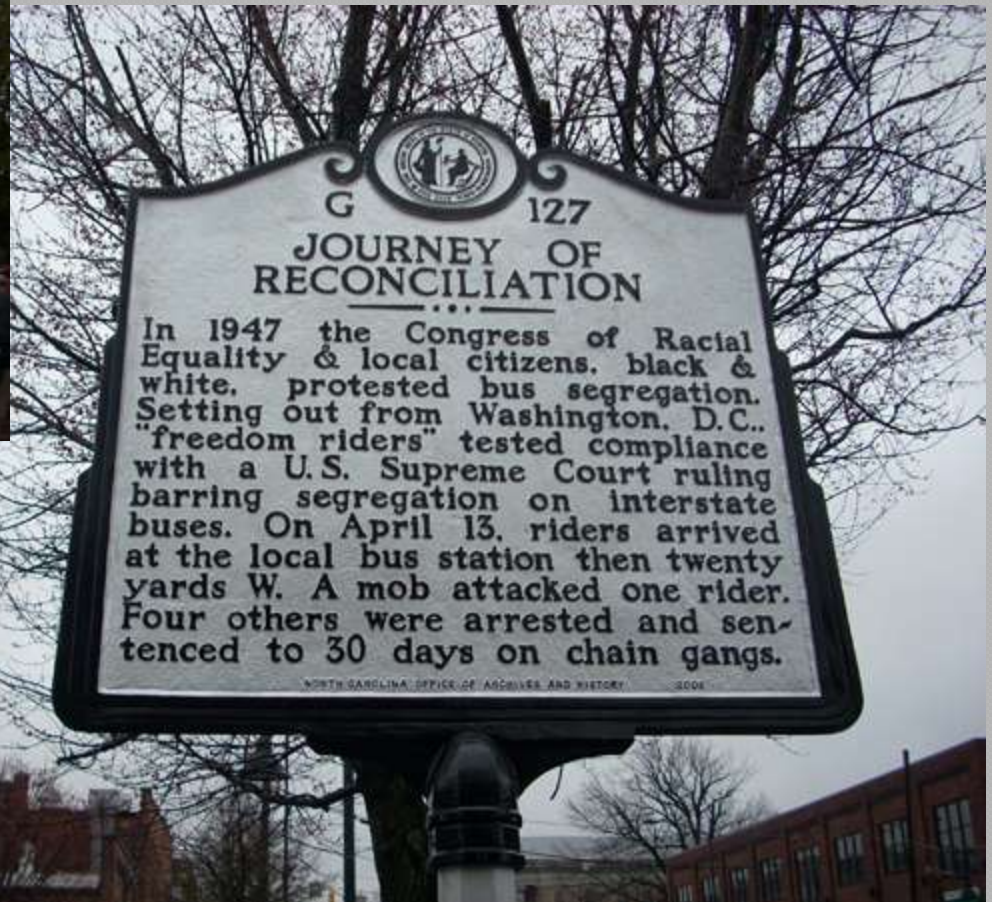 G 127
JOURNEY OF
RECONCILIATION
In 1947 the Congress of Racial
Equality & local citizens, black &
white, protested bus segregation.
Setting out from Washington, D.C.,
"freedom riders" tested compliance
with a U.S. Supreme Court ruling
barring segregation on interstate
buses. On April 13, riders arrived
at the local bus station then twenty
yards W. A mob attacked one rider.
Four others were arrested and sen-
tenced to 30 days on chain gangs.
NORTH CAROLINA OFFICE OF ARCHIVES AND HISTORY